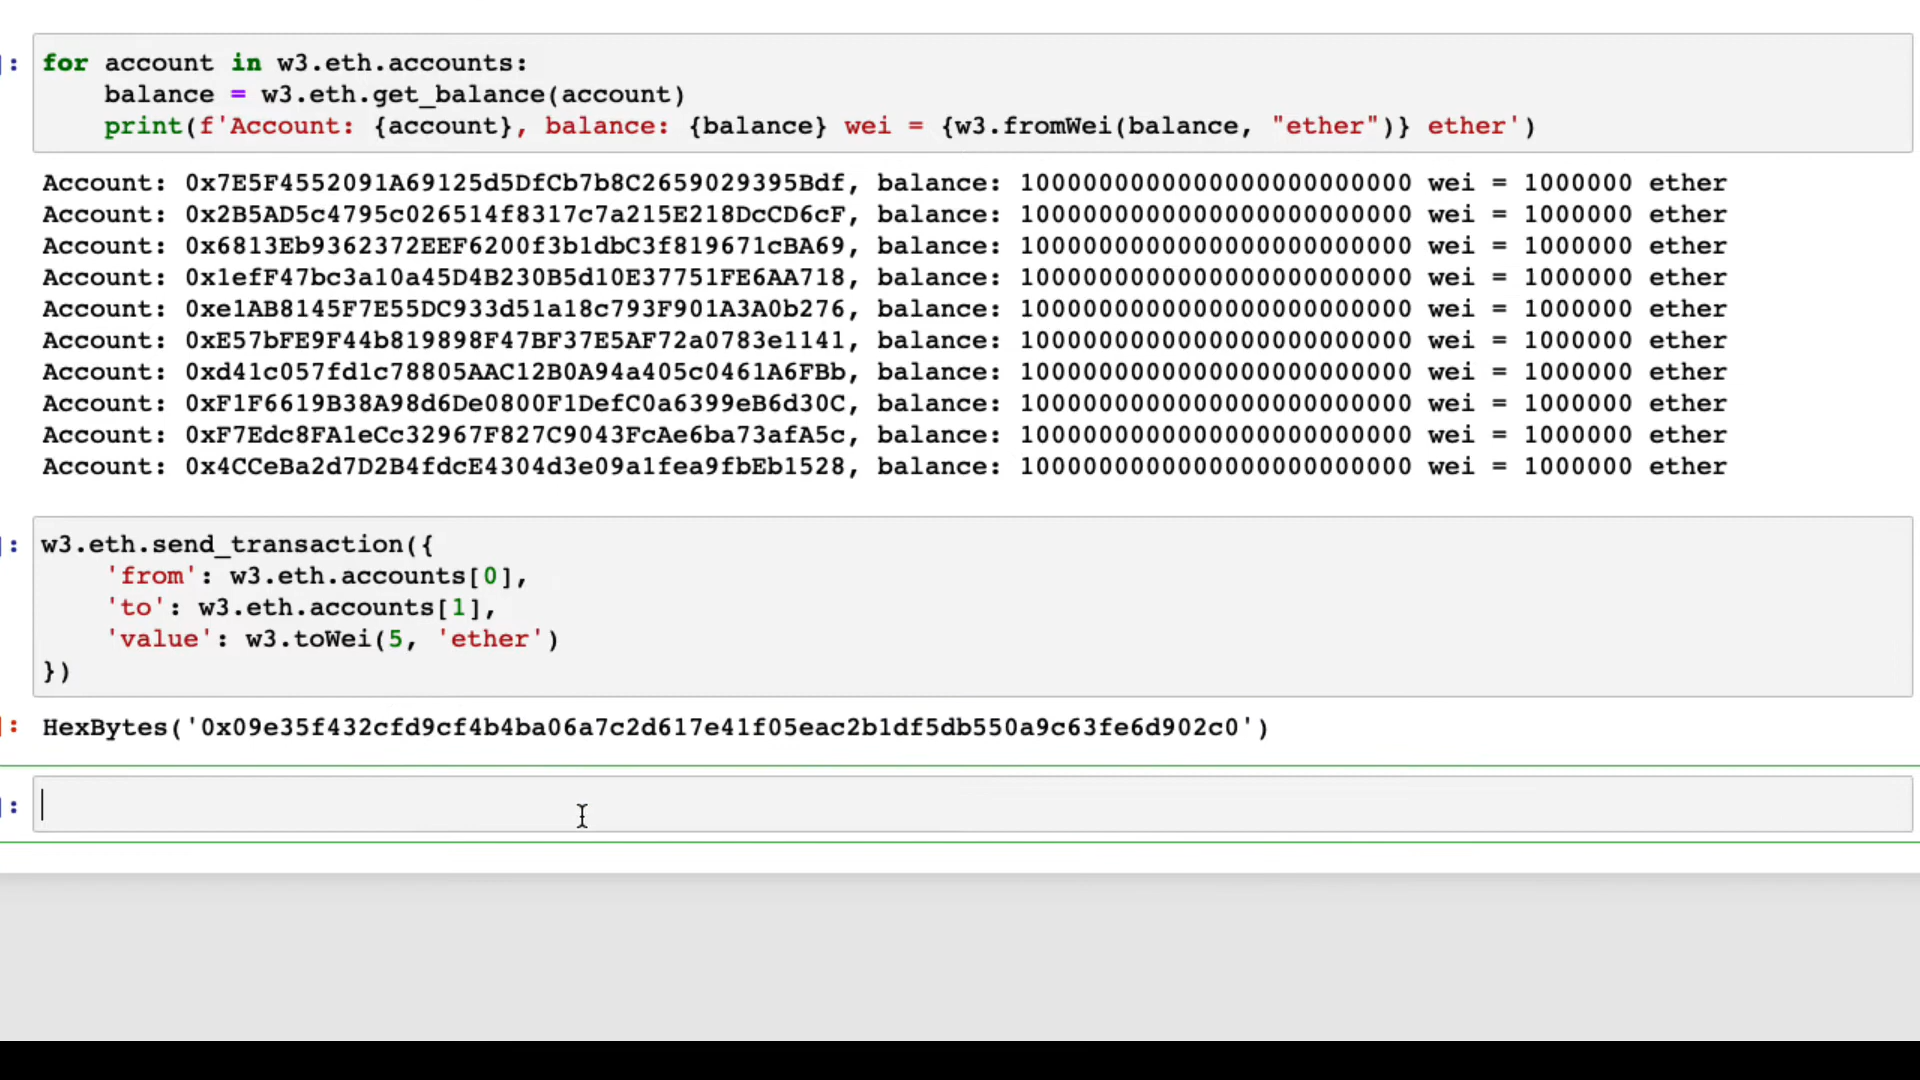 ]: for account in w3.eth.accounts:
    balance = w3.eth.get_balance(account)
    print(f'Account: {account}, balance: {balance} wei = {w3.fromWei(balance, "ether")} ether')
Account: 0x7E5F4552091A69125d5DfCb7b8C2659029395Bdf, balance: 1000000000000000000000000 wei = 1000000 ether
Account: 0x2B5AD5c4795c026514f8317c7a215E218DcCD6cF, balance: 1000000000000000000000000 wei = 1000000 ether
Account: 0x6813Eb9362372EEF6200f3b1dbC3f819671cBA69, balance: 1000000000000000000000000 wei = 1000000 ether
Account: 0x1efF47bc3a10a45D4B230B5d10E37751FE6AA718, balance: 1000000000000000000000000 wei = 1000000 ether
Account: 0xe1AB8145F7E55DC933d51a18c793F901A3A0b276, balance: 1000000000000000000000000 wei = 1000000 ether
Account: 0xE57bFE9F44b819898F47BF37E5AF72a0783e1141, balance: 1000000000000000000000000 wei = 1000000 ether
Account: 0xd41c057fd1c78805AAC12B0A94a405c0461A6FBb, balance: 1000000000000000000000000 wei = 1000000 ether
Account: 0xF1F6619B38A98d6De0800F1DefC0a6399eB6d30C, balance: 1000000000000000000000000 wei = 1000000 ether
Account: 0xF7Edc8FA1eCc32967F827C9043FcAe6ba73afA5c, balance: 1000000000000000000000000 wei = 1000000 ether
Account: 0x4CCeBa2d7D2B4fdcE4304d3e09a1fea9fbEb1528, balance: 1000000000000000000000000 wei = 1000000 ether
]: w3.eth.send_transaction({
    'from': w3.eth.accounts[0],
    'to': w3.eth.accounts[1],
    'value': w3.toWei(5, 'ether')
})
]: HexBytes('0x09e35f432cfd9cf4b4ba06a7c2d617e41f05eac2b1df5db550a9c63fe6d902c0')
]: